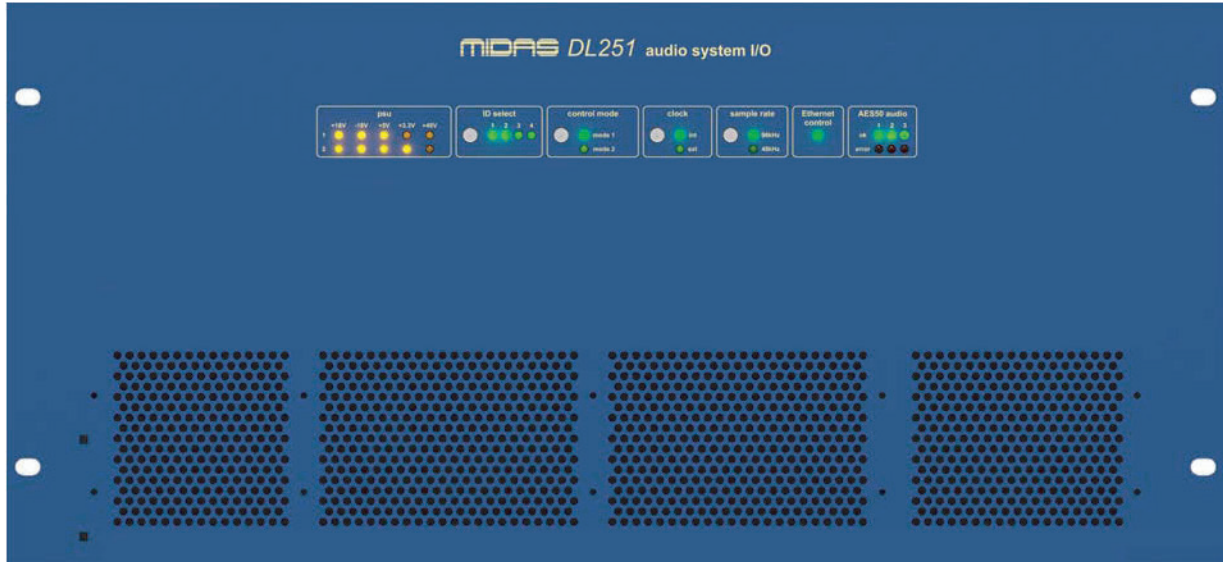 MIDAS DL251 audio system I/O
psu
+16V -16V +5V +3.3V +48V
1
2
ID select
1 2 3 4
control mode
mode 1
mode 2
clock
int
ext
sample rate
96kHz
48kHz
Ethernet
control
AES50 audio
1 2 3
ok
error